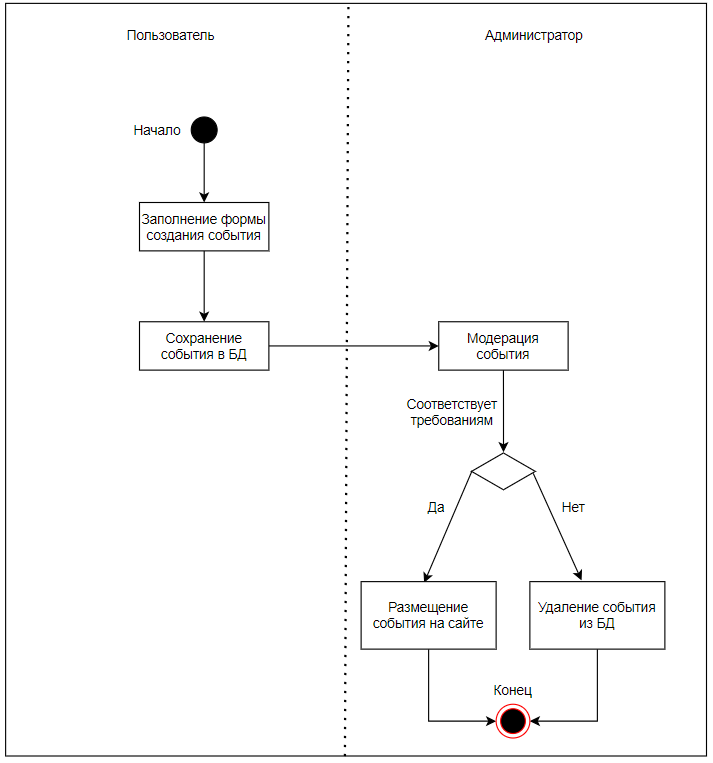 Пользователь
Администратор
Начало
Заполнение формы
создания события
Сохранение
события в БД
Модерация
события
Соответствует
требованиям
Да
Нет
Размещение
события на сайте
Удаление события
из БД
Конец